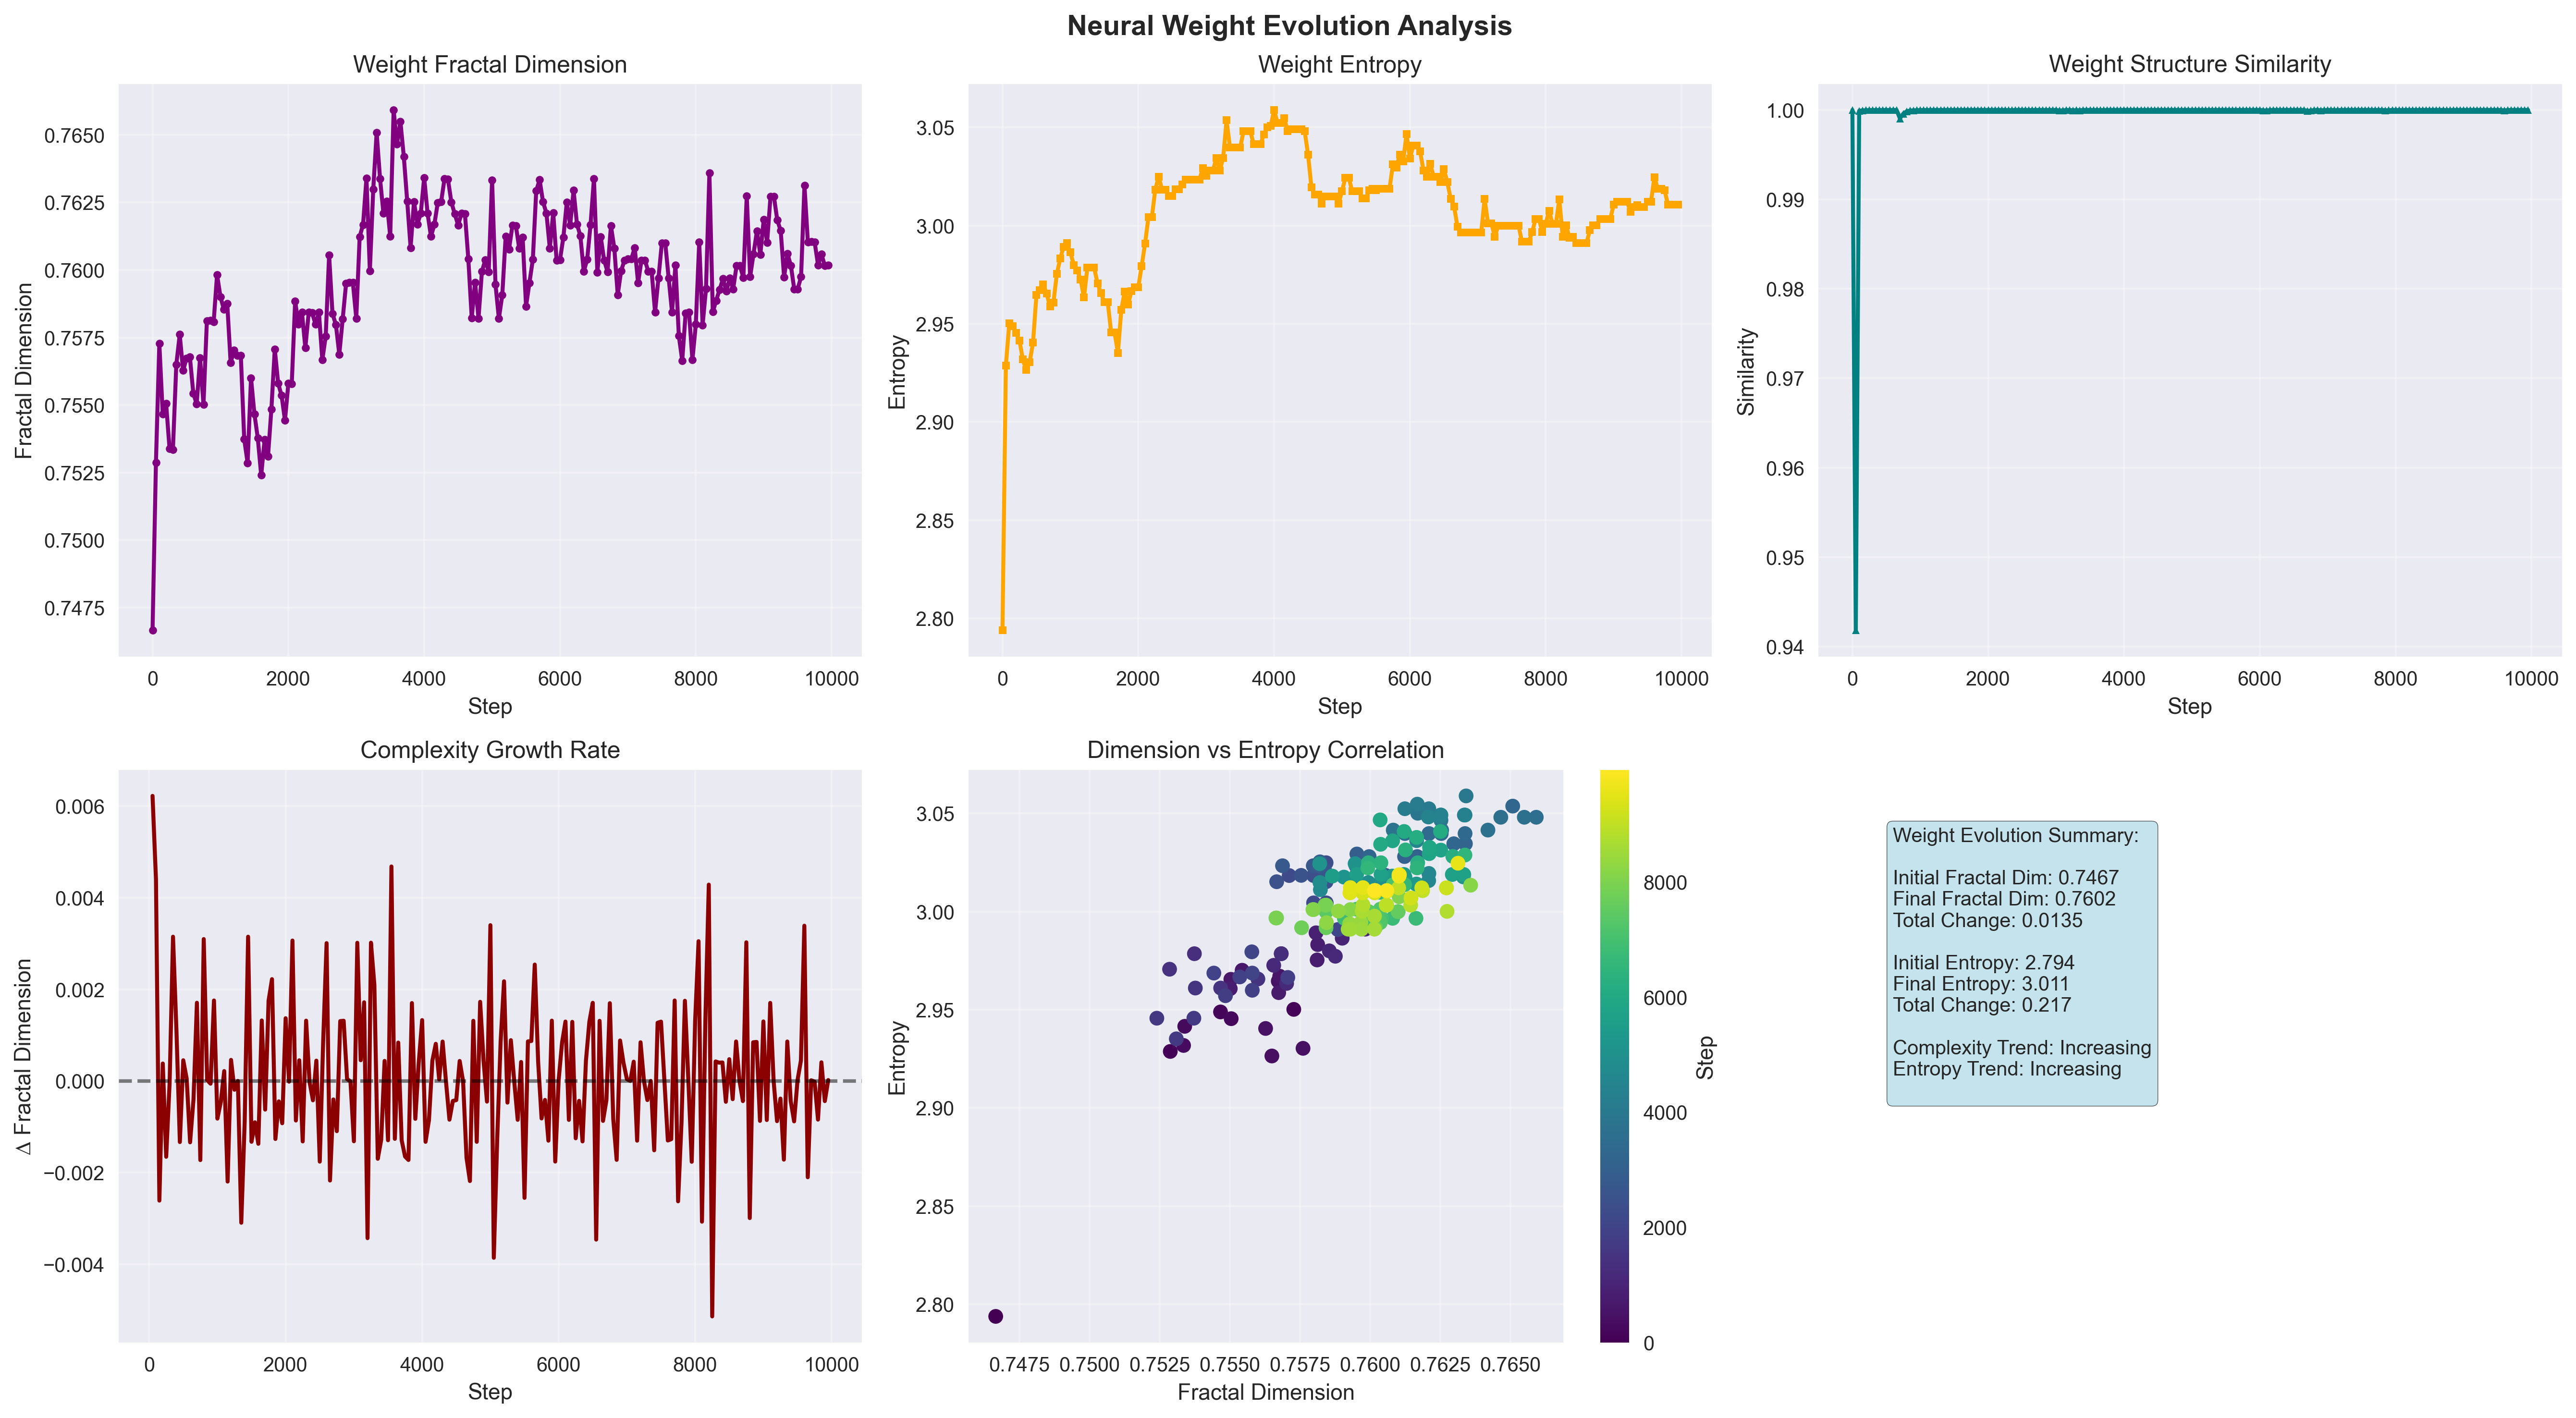 Neural Weight Evolution Analysis
Weight Fractal Dimension
Fractal Dimension
0.7650
0.7625
0.7600
0.7575
0.7550
0.7525
0.7500
0.7475
0 2000 4000 6000 8000 10000
Step
Weight Entropy
Entropy
3.05
3.00
2.95
2.90
2.85
2.80
0 2000 4000 6000 8000 10000
Step
Weight Structure Similarity
Similarity
1.00
0.99
0.98
0.97
0.96
0.95
0.94
0 2000 4000 6000 8000 10000
Step
Complexity Growth Rate
Δ Fractal Dimension
0.006
0.004
0.002
0.000
−0.002
−0.004
0 2000 4000 6000 8000 10000
Step
Dimension vs Entropy Correlation
Entropy
3.05
3.00
2.95
2.90
2.85
2.80
0.7475 0.7500 0.7525 0.7550 0.7575 0.7600 0.7625 0.7650
Fractal Dimension
8000
6000
4000
2000
0
Step
Weight Evolution Summary:
Initial Fractal Dim: 0.7467
Final Fractal Dim: 0.7602
Total Change: 0.0135
Initial Entropy: 2.794
Final Entropy: 3.011
Total Change: 0.217
Complexity Trend: Increasing
Entropy Trend: Increasing